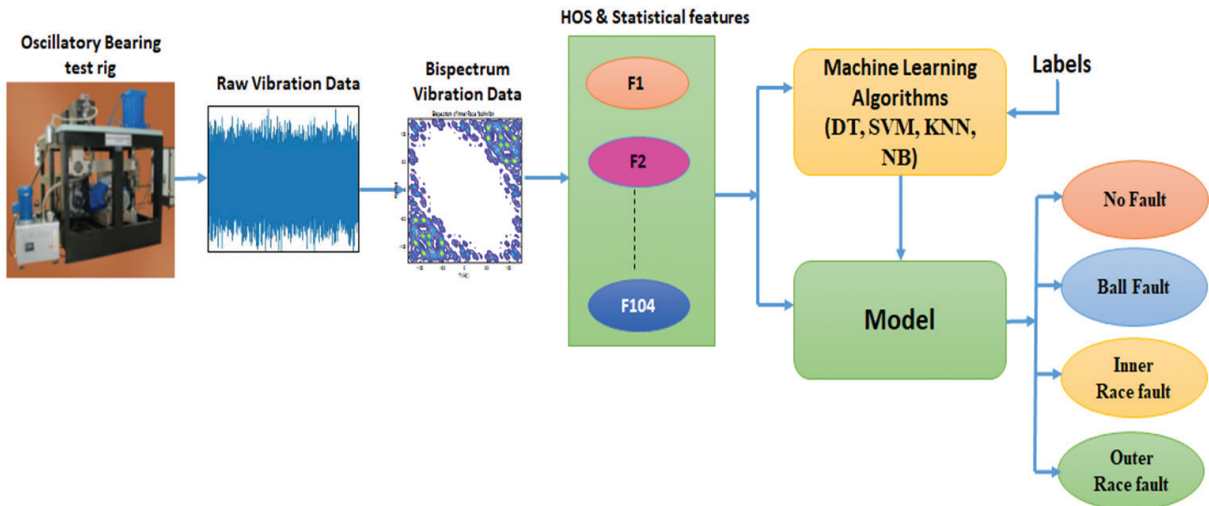 HOS & Statistical features
Oscillatory Bearing
test rig
Raw Vibration Data
Bispectrum
Vibration Data
F1
F2
F104
Machine Learning
Algorithms
(DT, SVM, KNN,
NB)
Labels
Model
No Fault
Ball Fault
Inner
Race fault
Outer
Race fault